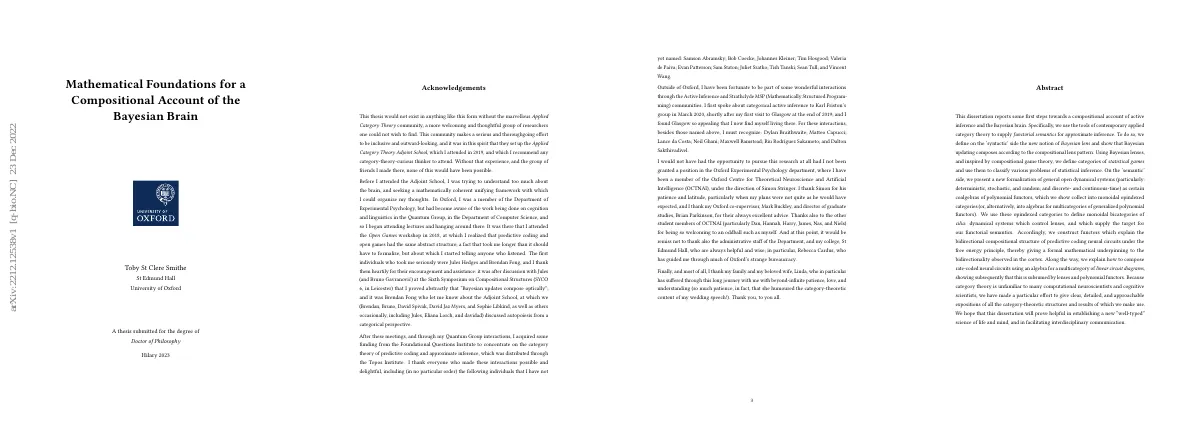 arXiv:2212.12538v1 [q-bio.NC] 23 Dec 2022
Mathematical Foundations for a
Compositional Account of the
Bayesian Brain
UNIVERSITY OF
OXFORD
Toby St Clere Smithe
St Edmund Hall
University of Oxford
A thesis submitted for the degree of
Doctor of Philosophy
Hilary 2023
Acknowledgements
This thesis would not exist in anything like this form without the marvellous Applied
Category Theory community, a more welcoming and thoughtful group of researchers
one could not wish to find. This community makes a serious and thoroughgoing effort
to be inclusive and outward-looking, and it was in this spirit that they set up the Applied
Category Theory Adjoint School, which I attended in 2019, and which I recommend any
category-theory-curious thinker to attend. Without that experience, and the group of
friends I made there, none of this would have been possible.
Before I attended the Adjoint School, I was trying to understand too much about
the brain, and seeking a mathematically coherent unifying framework with which
I could organize my thoughts. In Oxford, I was a member of the Department of
Experimental Psychology, but had become aware of the work being done on cognition
and linguistics in the Quantum Group, in the Department of Computer Science, and
so I began attending lectures and hanging around there. It was there that I attended
the Open Games workshop in 2018, at which I realized that predictive coding and
open games had the same abstract structure; a fact that took me longer than it should
have to formalize, but about which I started telling anyone who listened. The first
individuals who took me seriously were Jules Hedges and Brendan Fong, and I thank
them heartily for their encouragement and assistance: it was after discussion with Jules
(and Bruno Gavranović) at the Sixth Symposium on Compositional Structures (SYCO
6, in Leicester) that I proved abstractly that "Bayesian updates compose optically";
and it was Brendan Fong who let me know about the Adjoint School, at which we
(Brendan, Bruno, David Spivak, David Jaz Myers, and Sophie Libkind, as well as others
occasionally, including Jules, Eliana Lorch, and davidad) discussed autopoiesis from a
categorical perspective.
After these meetings, and through my Quantum Group interactions, I acquired some
funding from the Foundational Questions Institute to concentrate on the category
theory of predictive coding and approximate inference, which was distributed through
the Topos Institute. I thank everyone who made these interactions possible and
delightful, including (in no particular order) the following individuals that I have not
yet named: Samson Abramsky, Bob Coecke, Johannes Kleiner, Tim Hosgood, Valeria
de Paiva, Evan Patterson, Sam Staton, Juliet Szatko, Tish Tanski, Sean Tull, and Vincent
Wang.
Outside of Oxford, I have been fortunate to be part of some wonderful interactions
through the Active Inference and Strathclyde MSP (Mathematically Structured Program-
ming) communities. I first spoke about categorical active inference to Karl Friston's
group in March 2020, shortly after my first visit to Glasgow at the end of 2019; and I
found Glasgow so appealing that I now find myself living there. For these interactions,
besides those named above, I must recognize: Dylan Braithwaite, Matteo Capucci,
Lance da Costa, Neil Ghani, Maxwell Ramstead, Riu Rodríguez Sakamoto, and Dalton
Sakthivadivel.
I would not have had the opportunity to pursue this research at all had I not been
granted a position in the Oxford Experimental Psychology department, where I have
been a member of the Oxford Centre for Theoretical Neuroscience and Artificial
Intelligence (OCTNAI), under the direction of Simon Stringer. I thank Simon for his
patience and latitude, particularly when my plans were not quite as he would have
expected, and I thank my Oxford co-supervisor, Mark Buckley, and director of graduate
studies, Brian Parkinson, for their always excellent advice. Thanks also to the other
student members of OCTNAI (particularly Dan, Hannah, Harry, James, Nas, and Niels)
for being so welcoming to an oddball such as myself. And at this point, it would be
remiss not to thank also the administrative staff of the Department, and my college, St
Edmund Hall, who are always helpful and wise; in particular, Rebecca Cardus, who
has guided me through much of Oxford's strange bureaucracy.
Finally, and most of all, I thank my family and my beloved wife, Linda, who in particular
has suffered through this long journey with me with beyond infinite patience, love, and
understanding (so much patience, in fact, that she humoured the category-theoretic
content of my wedding speech!). Thank you, to you all.
ii
Abstract
This dissertation reports some first steps towards a compositional account of active
inference and the Bayesian brain. Specifically, we use the tools of contemporary applied
category theory to supply functorial semantics for approximate inference. To do so, we
define on the 'syntactic' side the new notion of Bayesian lens and show that Bayesian
updating composes according to the compositional lens pattern. Using Bayesian lenses,
and inspired by compositional game theory, we define categories of statistical games
and use them to classify various problems of statistical inference. On the 'semantic'
side, we present a new formalization of general open dynamical systems (particularly:
deterministic, stochastic, and random; and discrete- and continuous-time) as certain
coalgebras of polynomial functors, which we show collect into monoidal opindexed
categories (or, alternatively, into algebras for multicategories of generalized polynomial
functors). We use these opindexed categories to define monoidal bicategories of
cilia: dynamical systems which control lenses, and which supply the target for
our functorial semantics. Accordingly, we construct functors which explain the
bidirectional compositional structure of predictive coding neural circuits under the
free energy principle, thereby giving a formal mathematical underpinning to the
bidirectionality observed in the cortex. Along the way, we explain how to compose
rate-coded neural circuits using an algebra for a multicategory of linear circuit diagrams,
showing subsequently that this is subsumed by lenses and polynomial functors. Because
category theory is unfamiliar to many computational neuroscientists and cognitive
scientists, we have made a particular effort to give clear, detailed, and approachable
expositions of all the category-theoretic structures and results of which we make use.
We hope that this dissertation will prove helpful in establishing a new "well-typed"
science of life and mind, and in facilitating interdisciplinary communication.